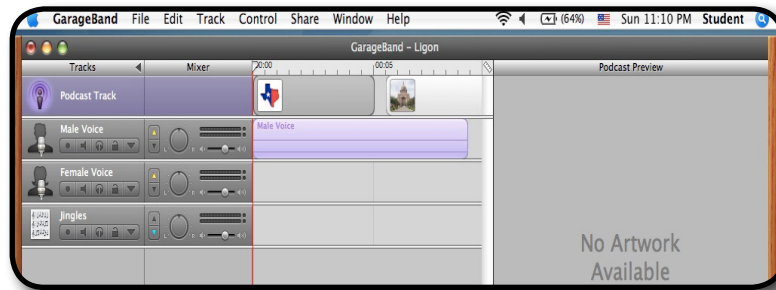 GarageBand File Edit Track Control Share Window Help (64%) Sun 11:10 PM Student
GarageBand - Ligon
Tracks Mixer 00:00 00:05 Podcast Preview
Podcast Track
Male Voice Male Voice
Female Voice
Jingles
No Artwork
Available